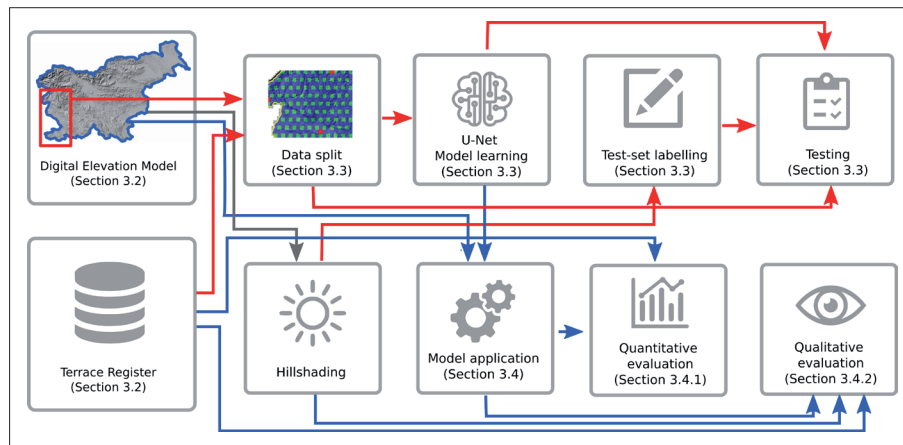 Digital Elevation Model
(Section 3.2)
Data split
(Section 3.3)
U-Net
Model learning
(Section 3.3)
Test-set labelling
(Section 3.3)
Testing
(Section 3.3)
Terrace Register
(Section 3.2)
Hillshading
Model application
(Section 3.4)
Quantitative
evaluation
(Section 3.4.1)
Qualitative
evaluation
(Section 3.4.2)